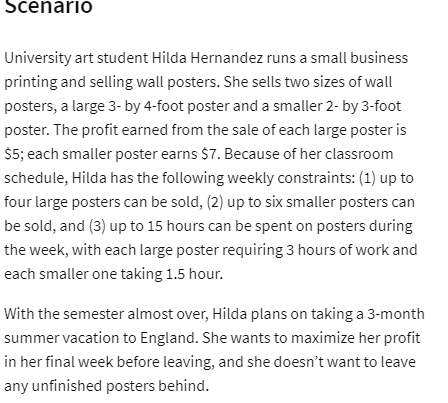 Scenario
University art student Hilda Hernandez runs a small business
printing and selling wall posters. She sells two sizes of wall
posters, a large 3- by 4-foot poster and a smaller 2- by 3-foot
poster. The profit earned from the sale of each large poster is
$5; each smaller poster earns $7. Because of her classroom
schedule, Hilda has the following weekly constraints: (1) up to
four large posters can be sold, (2) up to six smaller posters can
be sold, and (3) up to 15 hours can be spent on posters during
the week, with each large poster requiring 3 hours of work and
each smaller one taking 1.5 hour.
With the semester almost over, Hilda plans on taking a 3-month
summer vacation to England. She wants to maximize her profit
in her final week before leaving, and she doesn’t want to leave
any unfinished posters behind.